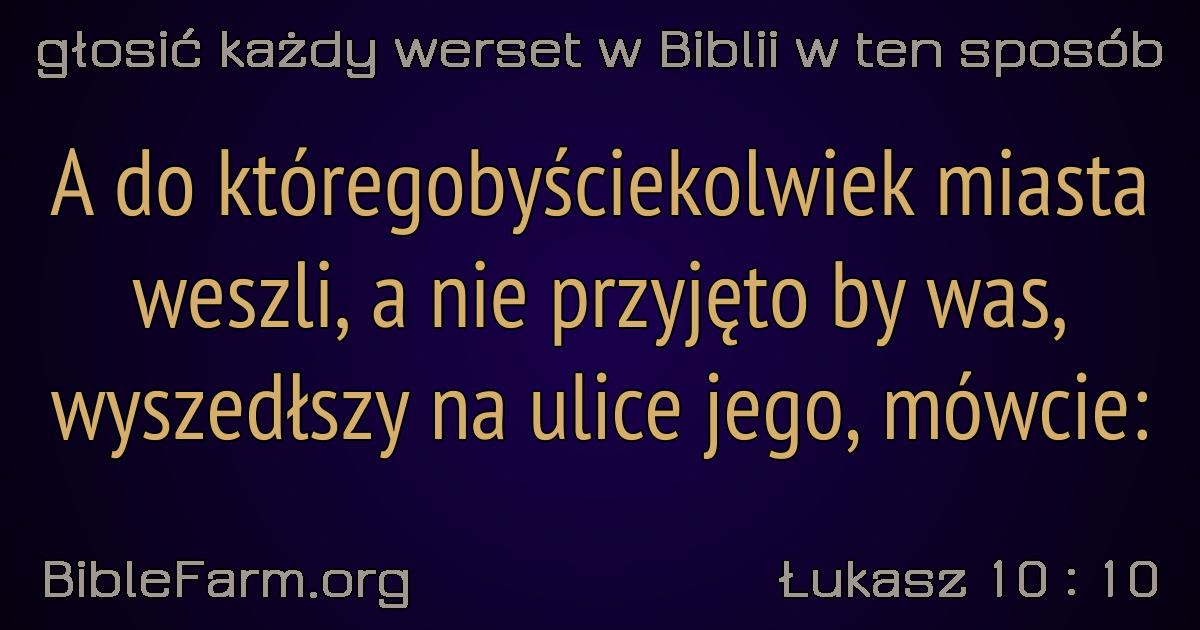 głosić każdy werset w Biblii w ten sposób
A do któregobyściekolwiek miasta
weszli, a nie przyjęto by was,
wyszedłszy na ulice jego, mówcie:
BibleFarm.org
Łukasz 10 : 10